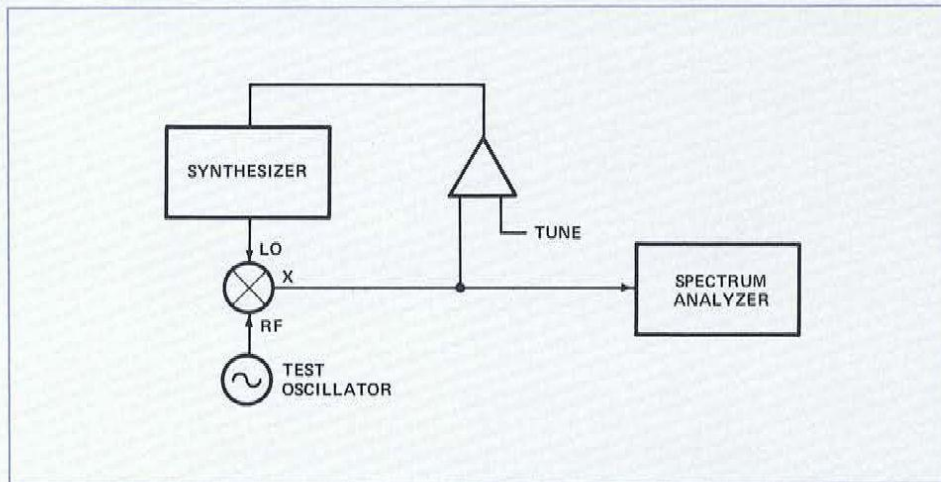 SYNTHESIZER
LO
X
RF
TEST
OSCILLATOR
TUNE
SPECTRUM
ANALYZER